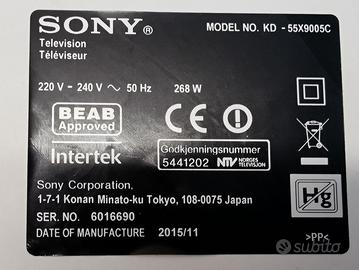 SONY®
MODEL NO. KD - 55X9005C
Television
Téléviseur
220 V - 240 V ~ 50 Hz 268 W
BEAB
Approved
CE
Intertek
Godkjenningsnummer
5441202 NTV NORGES TELEVISJON
Sony Corporation,
1-7-1 Konan Minato-ku Tokyo, 108-0075 Japan
SER. NO. 6016690
DATE OF MANUFACTURE 2015/11
Hg
>PP<
subito